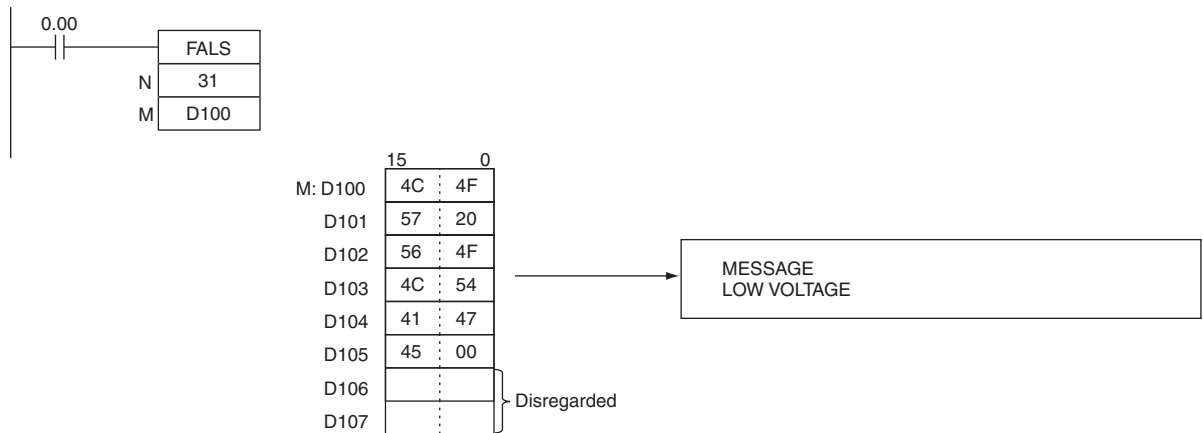 0.00
FALS
N 31
M D100
15 0
M: D100 4C 4F
D101 57 20
D102 56 4F
D103 4C 54
D104 41 47
D105 45 00
D106
D107
Disregarded
MESSAGE
LOW VOLTAGE